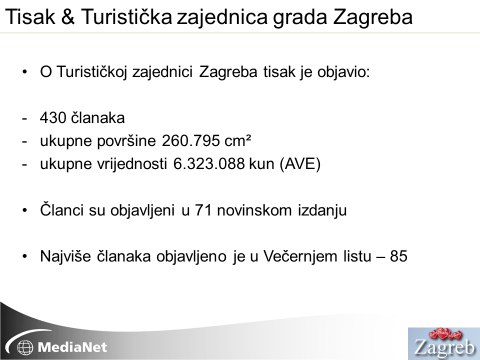 Tisak & Turistička zajednica grada Zagreba
• O Turističkoj zajednici Zagreba tisak je objavio:
- 430 članaka
- ukupne površine 260.795 cm²
- ukupne vrijednosti 6.323.088 kun (AVE)
• Članci su objavljeni u 71 novinskom izdanju
• Najviše članaka objavljeno je u Večernjem listu – 85
MediaNet
Zagreb